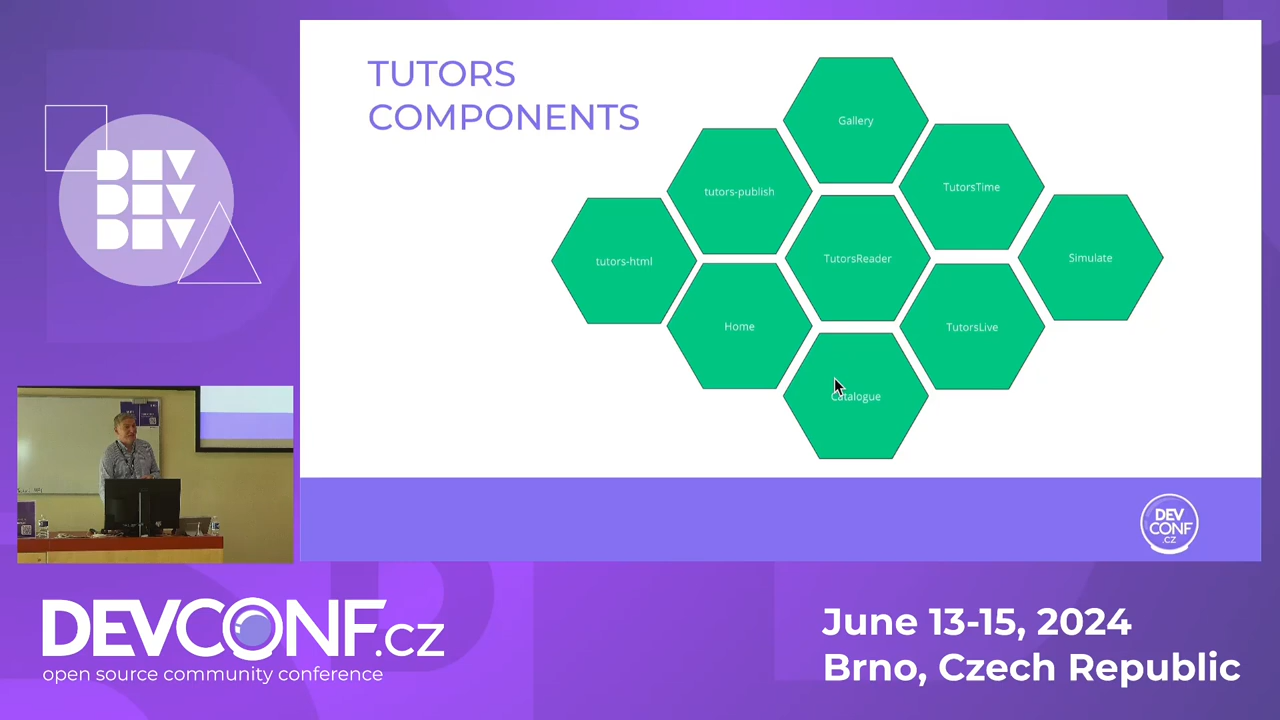 TUTORS
COMPONENTS
Gallery
tutors-publish
TutorsTime
tutors-html
TutorsReader
Simulate
Home
TutorsLive
Catalogue
DEV
CONF
.CZ
DEV
DEV
DEV
DEVCONF.cz
open source community conference
June 13-15, 2024
Brno, Czech Republic